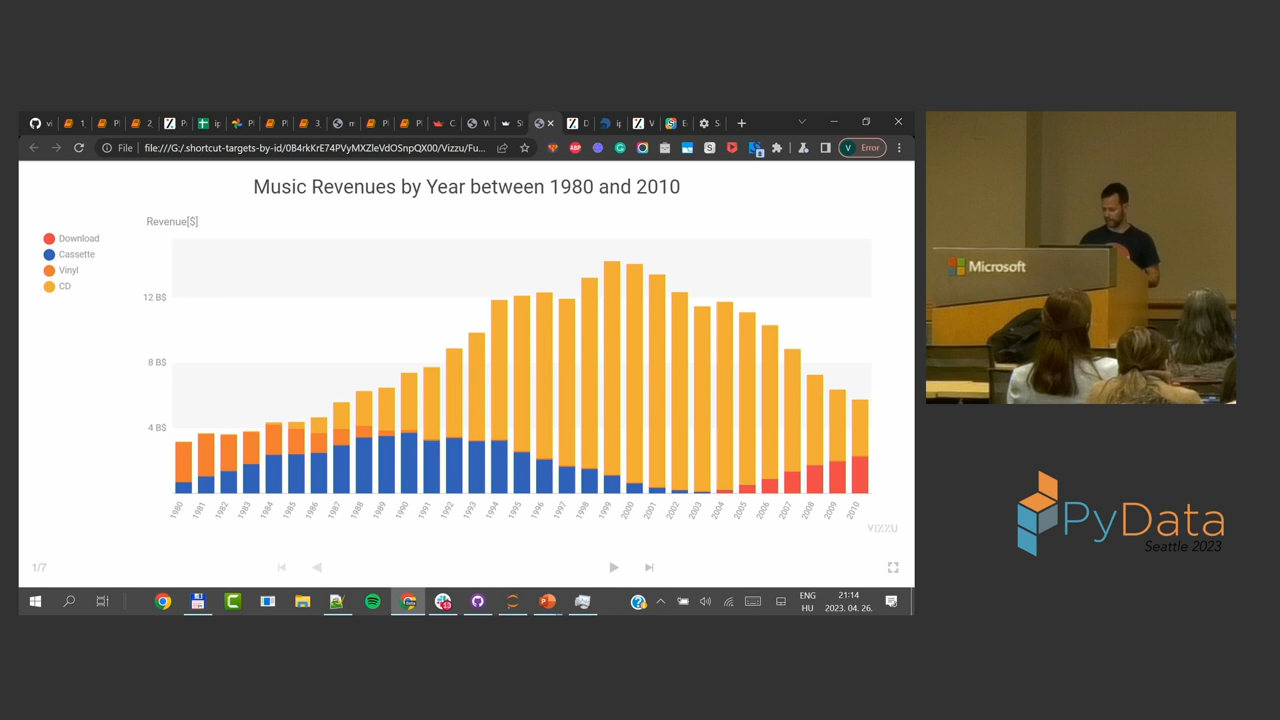 File
file:///G:/.shortcut-targets-by-id/0B4rkKrE74PVyMXZleVdOSnpQX00/Vizzu/Fu...
V
Error
Music Revenues by Year between 1980 and 2010
Revenue[$]
Download
Cassette
Vinyl
CD
12 B$
8 B$
4 B$
1980
1981
1982
1983
1984
1985
1986
1987
1988
1989
1990
1991
1992
1993
1994
1995
1996
1997
1998
1999
2000
2001
2002
2003
2004
2005
2006
2007
2008
2009
2010
VIZZU
1/7
ENG
HU
21:14
2023. 04. 26.
Microsoft
PyData
Seattle 2023